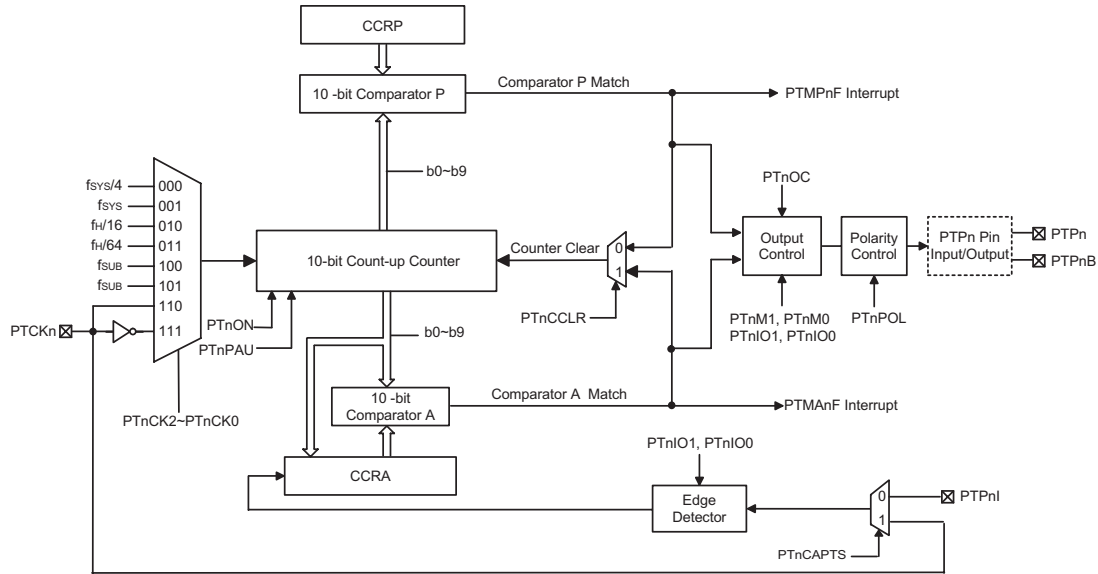 CCRP
10 -bit Comparator P
Comparator P Match
PTMPnF Interrupt
b0~b9
fSYS/4
000
fSYS
001
fH/16
010
fH/64
011
fSUB
100
fSUB
101
110
111
PTCKn
PTnCK2~PTnCK0
10-bit Count-up Counter
PTnON
PTnPAU
b0~b9
Counter Clear
0
1
PTnCCLR
PTnOC
Output
Control
PTnM1, PTnM0
PTnIO1, PTnIO0
Polarity
Control
PTnPOL
PTPn Pin
Input/Output
PTPn
PTPnB
10 -bit
Comparator A
Comparator A Match
PTMAnF Interrupt
CCRA
PTnIO1, PTnIO0
Edge
Detector
0
1
PTPnI
PTnCAPTS